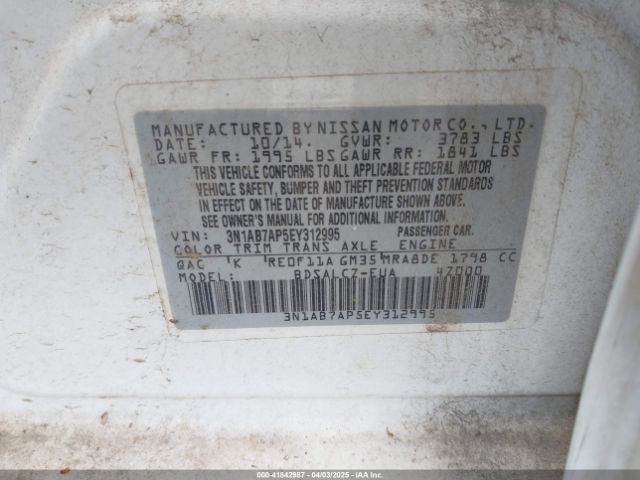 MANUFACTURED BY NISSAN MOTOR CO., LTD.
DATE: 10/14. GVWR: 3783 LBS
GAWR FR: 1995 LBS GAWR RR: 1841 LBS
THIS VEHICLE CONFORMS TO ALL APPLICABLE FEDERAL MOTOR
VEHICLE SAFETY, BUMPER AND THEFT PREVENTION STANDARDS
IN EFFECT ON THE DATE OF MANUFACTURE SHOWN ABOVE.
SEE OWNER'S MANUAL FOR ADDITIONAL INFORMATION.
VIN: 3N1AB7AP5EY312995 PASSENGER CAR.
COLOR TRIM TRANS AXLE ENGINE
QAC K RE0F11A GM35 MRA8DE 1798 CC
MODEL: BDSALCZ-EUA 47000
3N1AB7AP5EY312995
000-41842987 - 04/03/2025 - © IAA Holdings, LLC